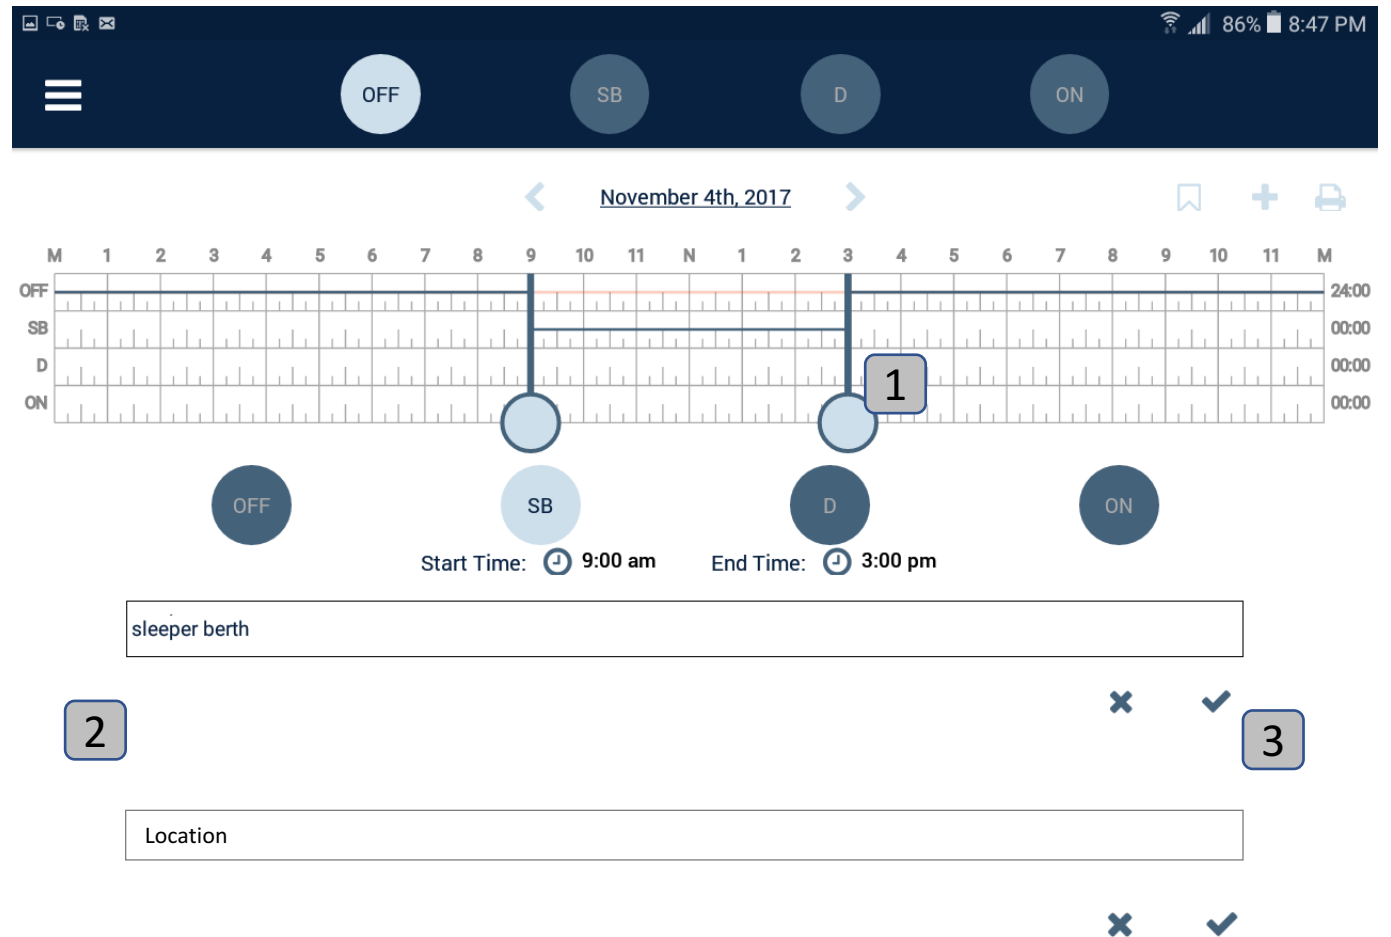 86% 8:47 PM
OFF SB D ON
November 4th, 2017
M 1 2 3 4 5 6 7 8 9 10 11 N 1 2 3 4 5 6 7 8 9 10 11 M
OFF 24:00
SB 00:00
D 00:00
1
ON 00:00
OFF SB D ON
Start Time: 9:00 am End Time: 3:00 pm
sleeper berth
2
3
Location